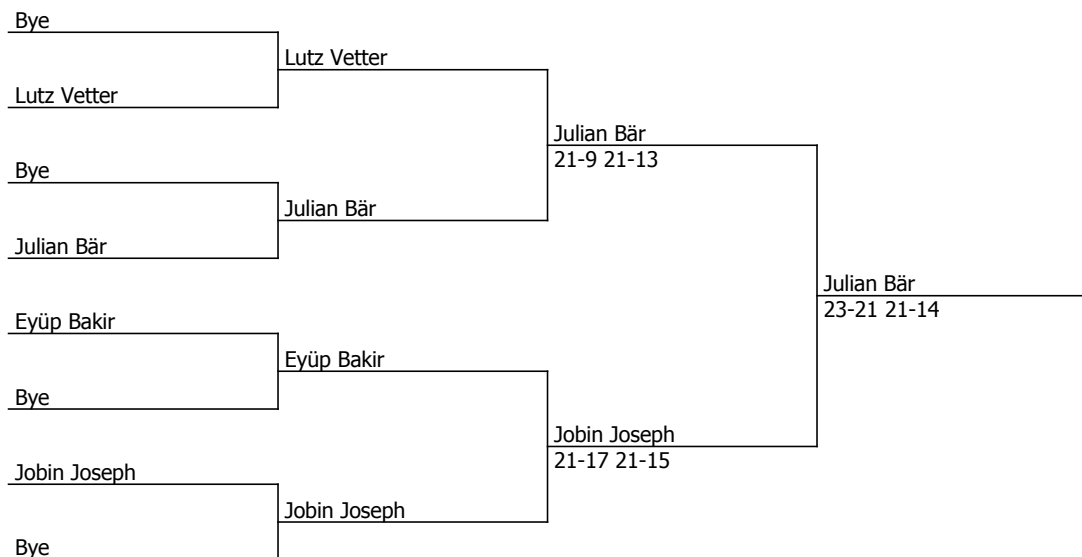 Bye
Lutz Vetter
Lutz Vetter
Julian Bär
21-9 21-13
Bye
Julian Bär
Julian Bär
Julian Bär
23-21 21-14
Eyüp Bakir
Eyüp Bakir
Bye
Jobin Joseph
21-17 21-15
Jobin Joseph
Jobin Joseph
Bye